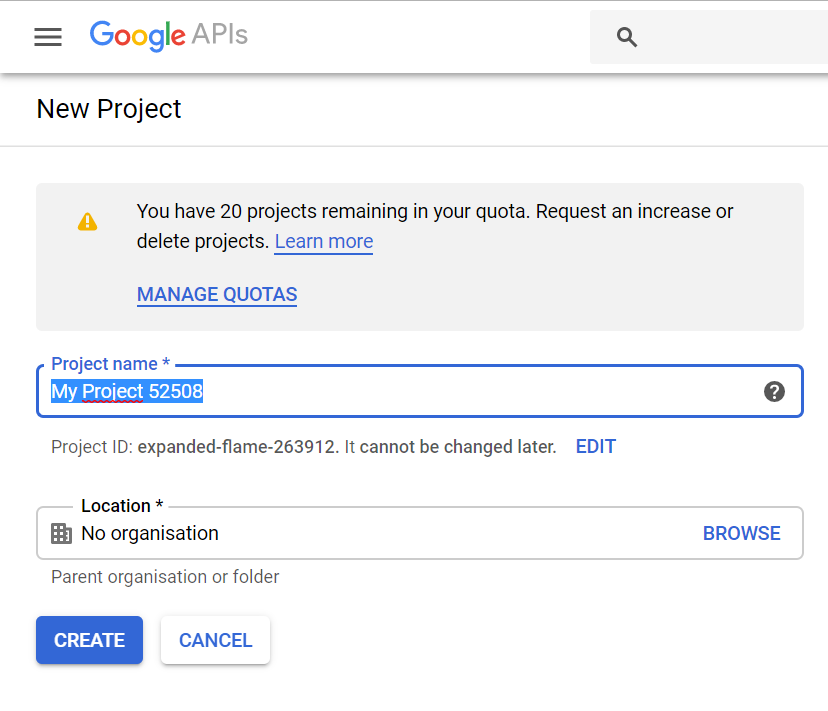 Google APIs
New Project
You have 20 projects remaining in your quota. Request an increase or
delete projects. Learn more
MANAGE QUOTAS
Project name *
My Project 52508
Project ID: expanded-flame-263912. It cannot be changed later. EDIT
Location *
No organisation BROWSE
Parent organisation or folder
CREATE CANCEL